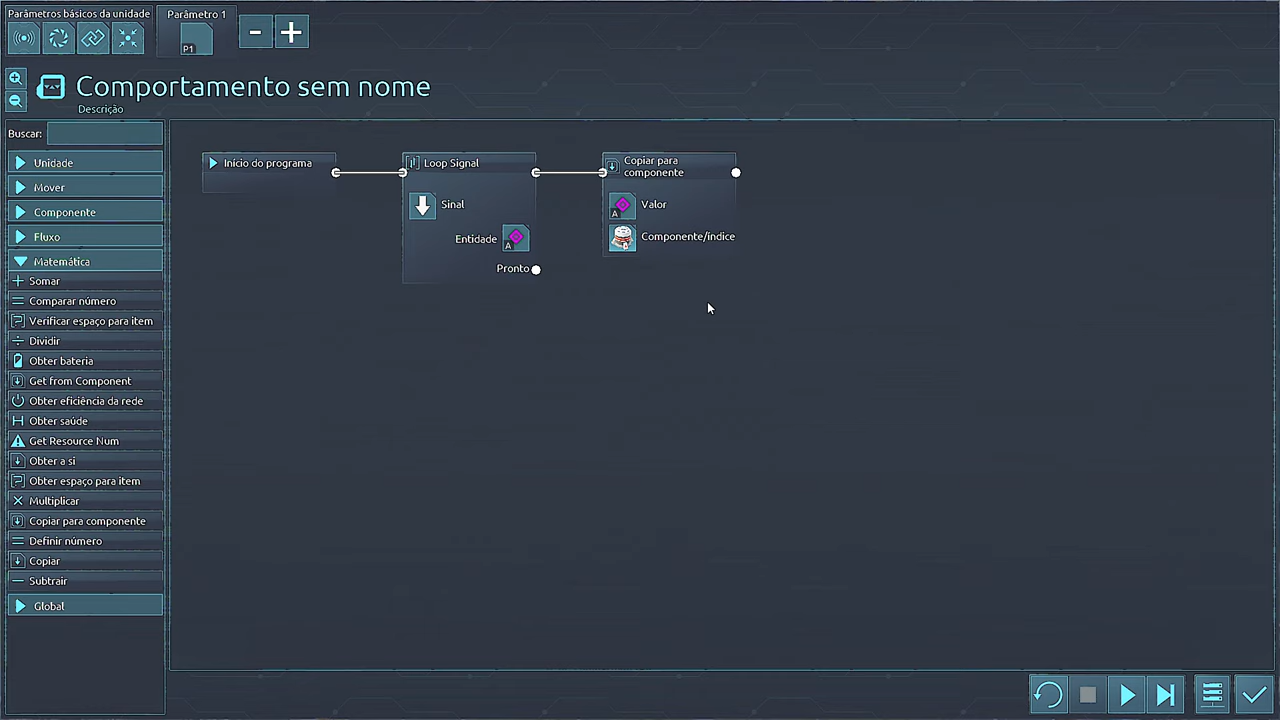 Parâmetros básicos da unidade
Parâmetro 1
P1
- +
Comportamento sem nome
Descrição
Buscar:
Unidade
Mover
Componente
Fluxo
Matemática
Somar
Comparar número
Verificar espaço para item
Dividir
Obter bateria
Get from Component
Obter eficiência da rede
Obter saúde
Get Resource Num
Obter a si
Obter espaço para item
Multiplicar
Copiar para componente
Definir número
Copiar
Subtrair
Global
Início do programa
Loop Signal
Sinal
Entidade
A
Pronto
Copiar para
componente
A
Valor
Componente/índice